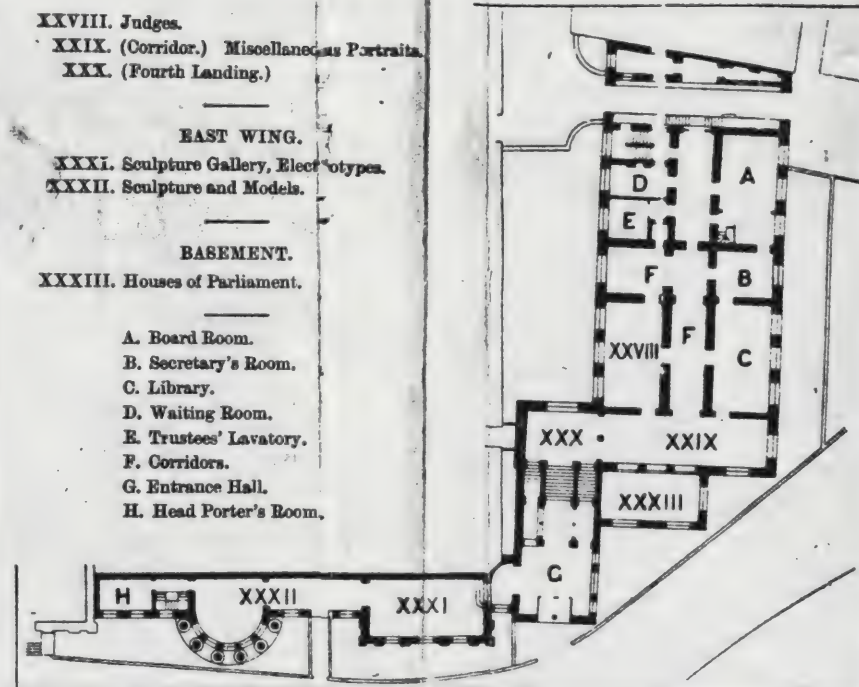 XXVIII. Judges.
XXIX. (Corridor.) Miscellaneous Portraits.
XXX. (Fourth Landing.)
EAST WING.
XXXI. Sculpture Gallery, Electrotypes.
XXXII. Sculpture and Models.
BASEMENT.
XXXIII. Houses of Parliament.
A. Board Room.
B. Secretary's Room.
C. Library.
D. Waiting Room.
E. Trustees' Lavatory.
F. Corridors.
G. Entrance Hall.
H. Head Porter's Room.
A
D
E
F
B
XXVIII
F
C
XXX
XXIX
XXXIII
G
H
XXXII
XXXI